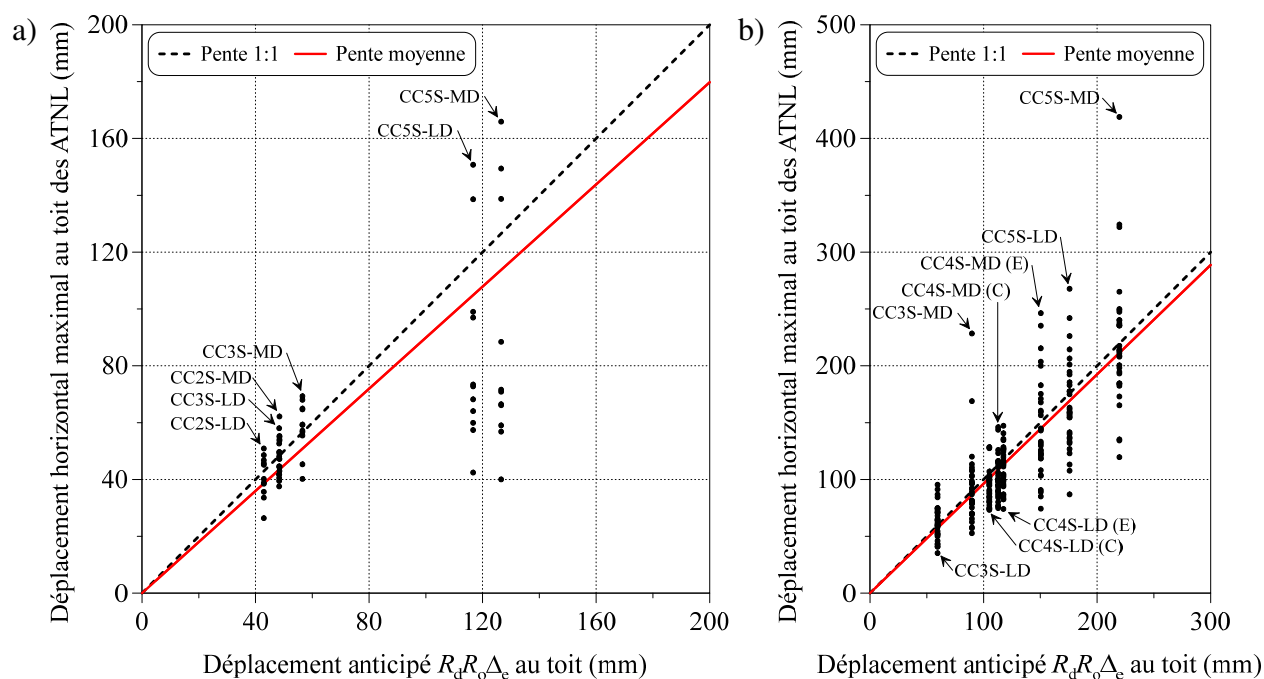 a)
Déplacement horizontal maximal au toit des ATNL (mm)
200
160
120
80
40
0
Pente 1:1
Pente moyenne
CC5S-MD
CC5S-LD
CC3S-MD
CC2S-MD
CC3S-LD
CC2S-LD
0 40 80 120 160 200
Déplacement anticipé RdRoΔe au toit (mm)
b)
Déplacement horizontal maximal au toit des ATNL (mm)
500
400
300
200
100
0
Pente 1:1
Pente moyenne
CC5S-MD
CC5S-LD
CC4S-MD (E)
CC4S-MD (C)
CC3S-MD
CC4S-LD (E)
CC4S-LD (C)
CC3S-LD
0 100 200 300
Déplacement anticipé RdRoΔe au toit (mm)